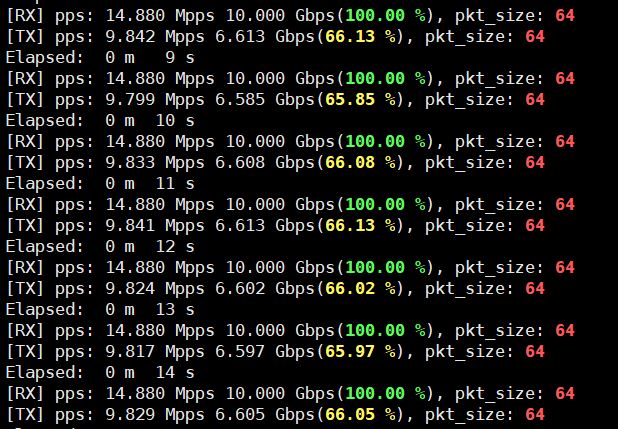 [RX] pps: 14.880 Mpps 10.000 Gbps(100.00 %), pkt_size: 64
[TX] pps: 9.842 Mpps 6.613 Gbps(66.13 %), pkt_size: 64
Elapsed:  0 m   9 s
[RX] pps: 14.880 Mpps 10.000 Gbps(100.00 %), pkt_size: 64
[TX] pps: 9.799 Mpps 6.585 Gbps(65.85 %), pkt_size: 64
Elapsed:  0 m  10 s
[RX] pps: 14.880 Mpps 10.000 Gbps(100.00 %), pkt_size: 64
[TX] pps: 9.833 Mpps 6.608 Gbps(66.08 %), pkt_size: 64
Elapsed:  0 m  11 s
[RX] pps: 14.880 Mpps 10.000 Gbps(100.00 %), pkt_size: 64
[TX] pps: 9.841 Mpps 6.613 Gbps(66.13 %), pkt_size: 64
Elapsed:  0 m  12 s
[RX] pps: 14.880 Mpps 10.000 Gbps(100.00 %), pkt_size: 64
[TX] pps: 9.824 Mpps 6.602 Gbps(66.02 %), pkt_size: 64
Elapsed:  0 m  13 s
[RX] pps: 14.880 Mpps 10.000 Gbps(100.00 %), pkt_size: 64
[TX] pps: 9.817 Mpps 6.597 Gbps(65.97 %), pkt_size: 64
Elapsed:  0 m  14 s
[RX] pps: 14.880 Mpps 10.000 Gbps(100.00 %), pkt_size: 64
[TX] pps: 9.829 Mpps 6.605 Gbps(66.05 %), pkt_size: 64